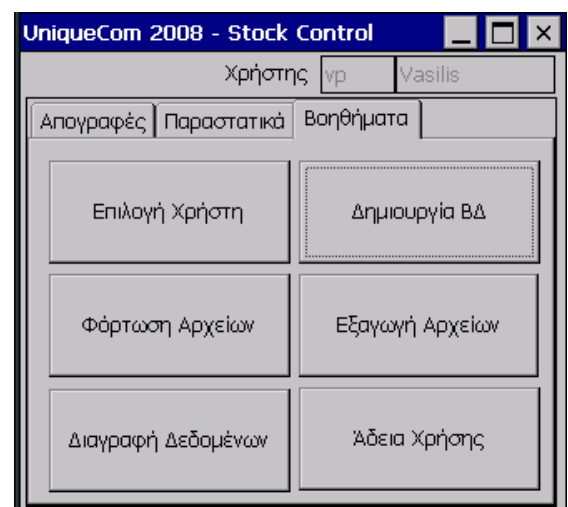 UniqueCom 2008 - Stock Control
Χρήστης vp Vasilis
Απογραφές Παραστατικά Βοηθήματα
Επιλογή Χρήστη Δημιουργία ΒΔ
Φόρτωση Αρχείων Εξαγωγή Αρχείων
Διαγραφή Δεδομένων Άδεια Χρήσης